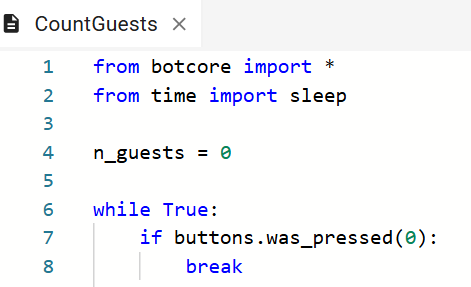 CountGuests
1 from botcore import *
2 from time import sleep
3
4 n_guests = 0
5
6 while True:
7     if buttons.was_pressed(0):
8         break